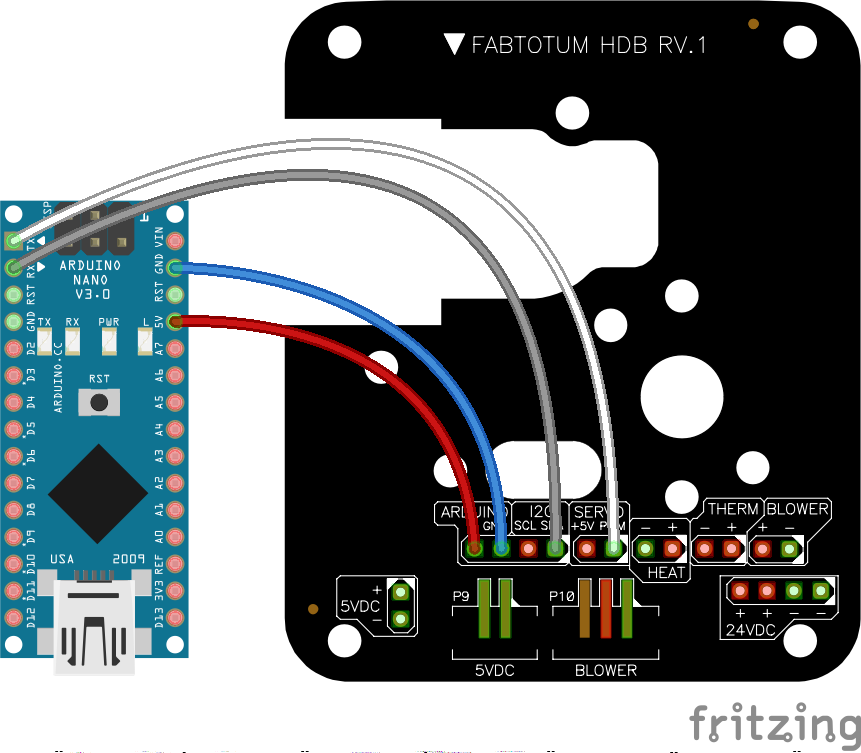 ▼ FABTOTUM HDB RV.1
TX
RX
RST
GND
D2
D3
D4
D5
D6
D7
D8
D9
D10
D11
D12
VIN
GND
RST
5V
A7
A6
A5
A4
A3
A2
A1
A0
REF
3V3
D13
ARDUINO
NANO
V3.0
TX RX PWR L
ARDUINO.CC
RST
USA 2009
ARDUINO I2C SERVO THERM BLOWER
GND SCL SDA +5V PWM - + - + + -
HEAT
5VDC
+
-
P9
5VDC
P10
BLOWER
+ + - -
24VDC
fritzing